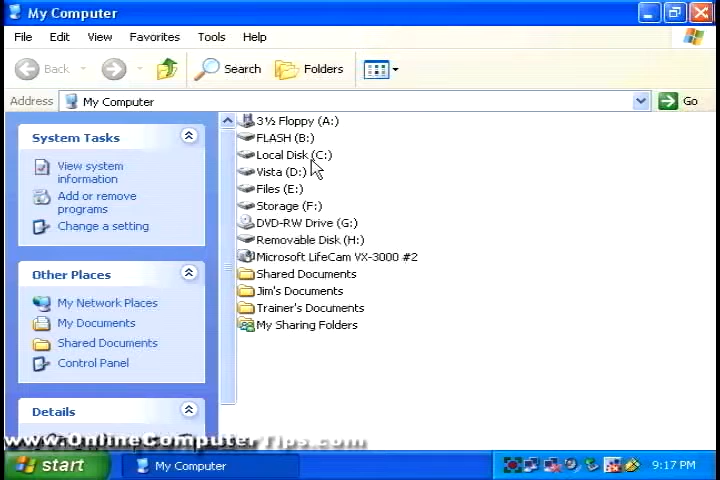 My Computer
File Edit View Favorites Tools Help
Back Search Folders
Address My Computer Go
System Tasks
View system
information
Add or remove
programs
Change a setting
Other Places
My Network Places
My Documents
Shared Documents
Control Panel
Details
3½ Floppy (A:)
FLASH (B:)
Local Disk (C:)
Vista (D:)
Files (E:)
Storage (F:)
DVD-RW Drive (G:)
Removable Disk (H:)
Microsoft LifeCam VX-3000 #2
Shared Documents
Jim's Documents
Trainer's Documents
My Sharing Folders
www.OnlineComputerTips.com
start My Computer 9:17 PM